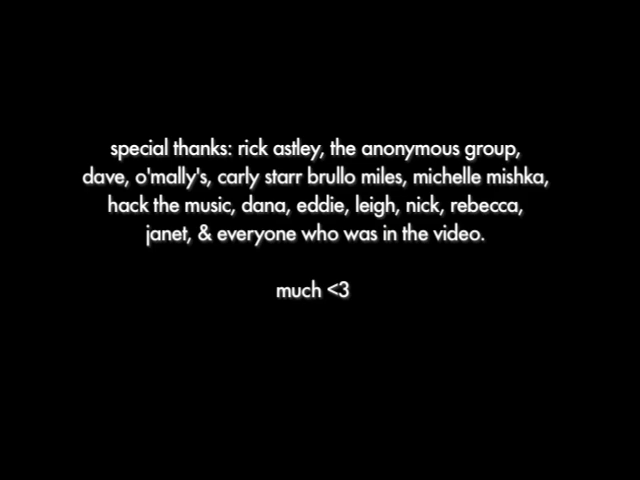 special thanks: rick astley, the anonymous group,
dave, o'mally's, carly starr brullo miles, michelle mishka,
hack the music, dana, eddie, leigh, nick, rebecca,
janet, & everyone who was in the video.
much <3